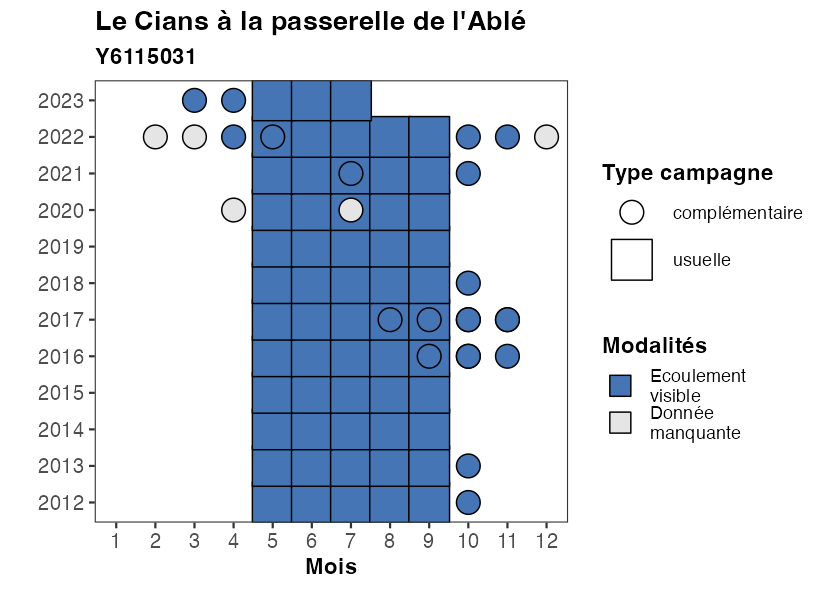 Le Cians à la passerelle de l'Ablé
Y6115031
2023
2022
2021
2020
2019
2018
2017
2016
2015
2014
2013
2012
1 2 3 4 5 6 7 8 9 10 11 12
Mois
Type campagne
complémentaire
usuelle
Modalités
Ecoulement
visible
Donnée
manquante